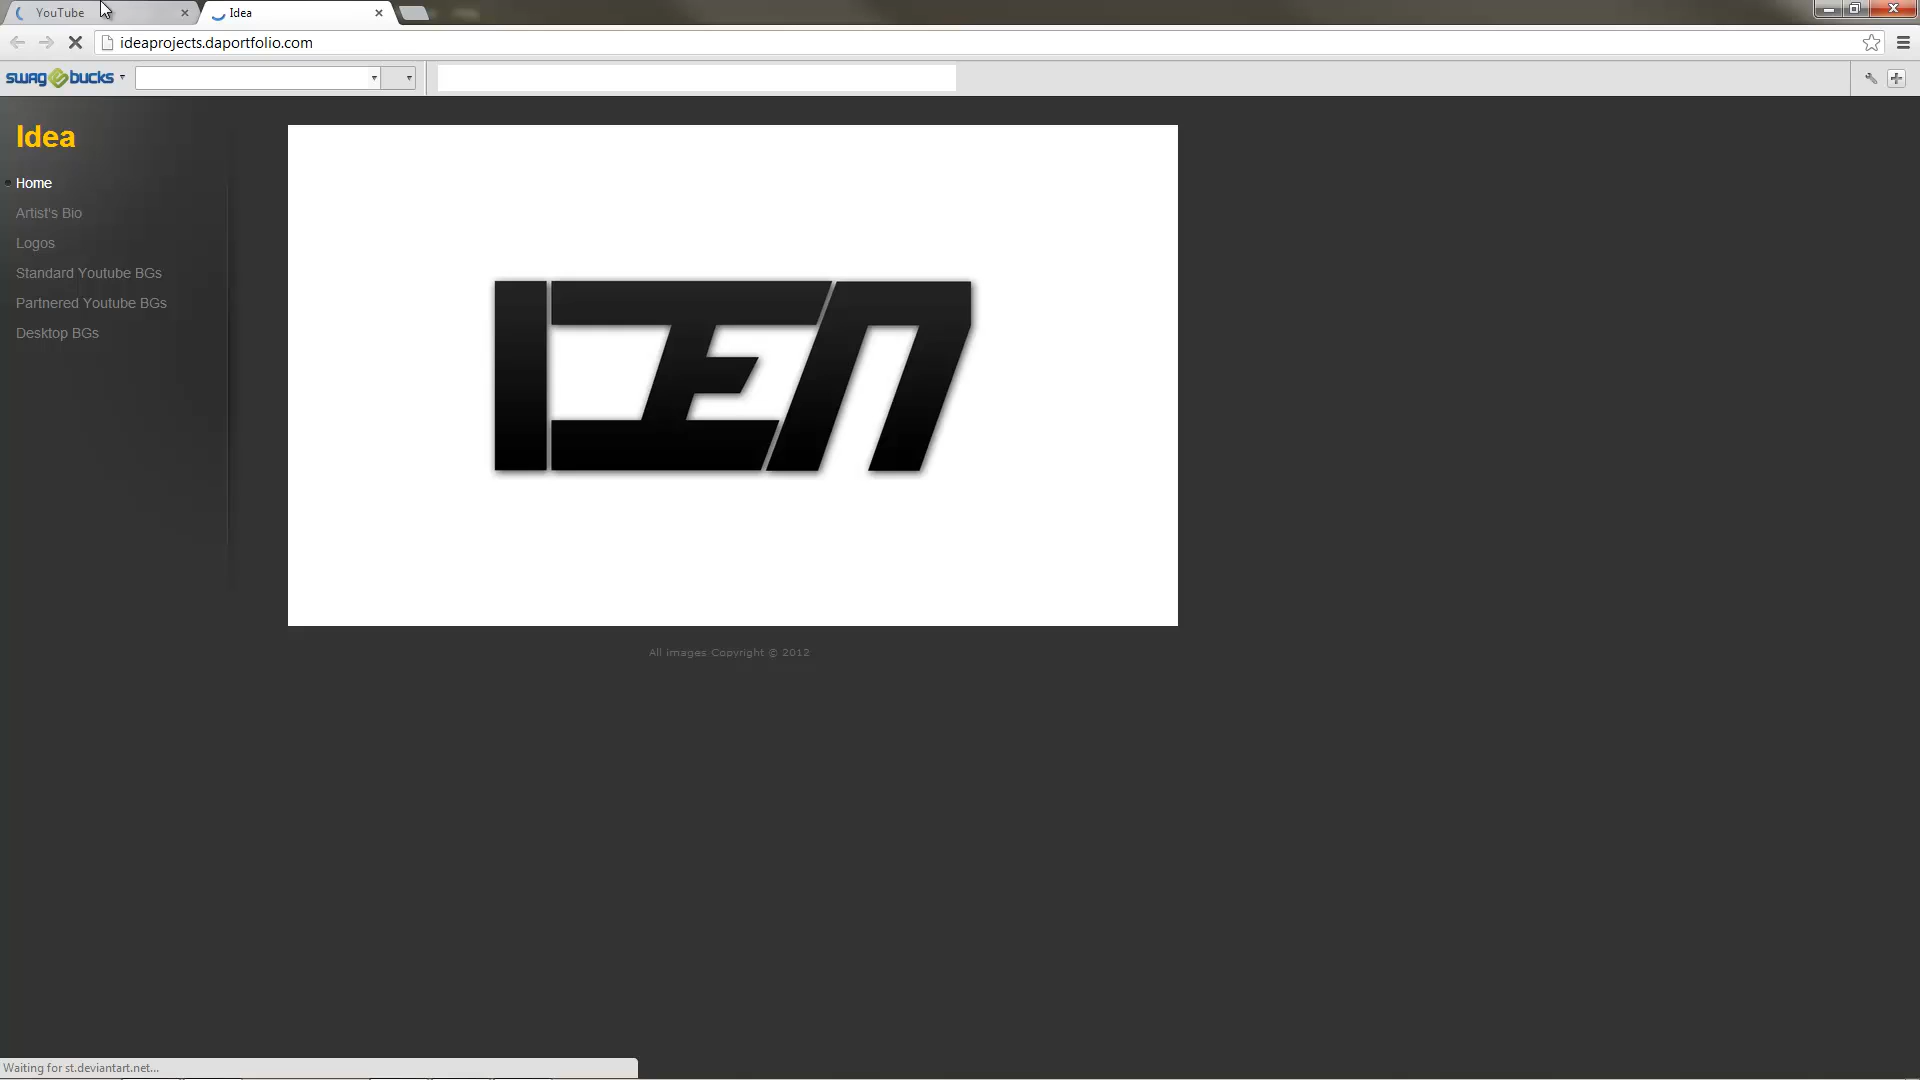 YouTube
Idea
ideaprojects.daportfolio.com
swagbucks
Idea
Home
Artist's Bio
Logos
Standard Youtube BGs
Partnered Youtube BGs
Desktop BGs
All images Copyright © 2012
Waiting for st.deviantart.net...